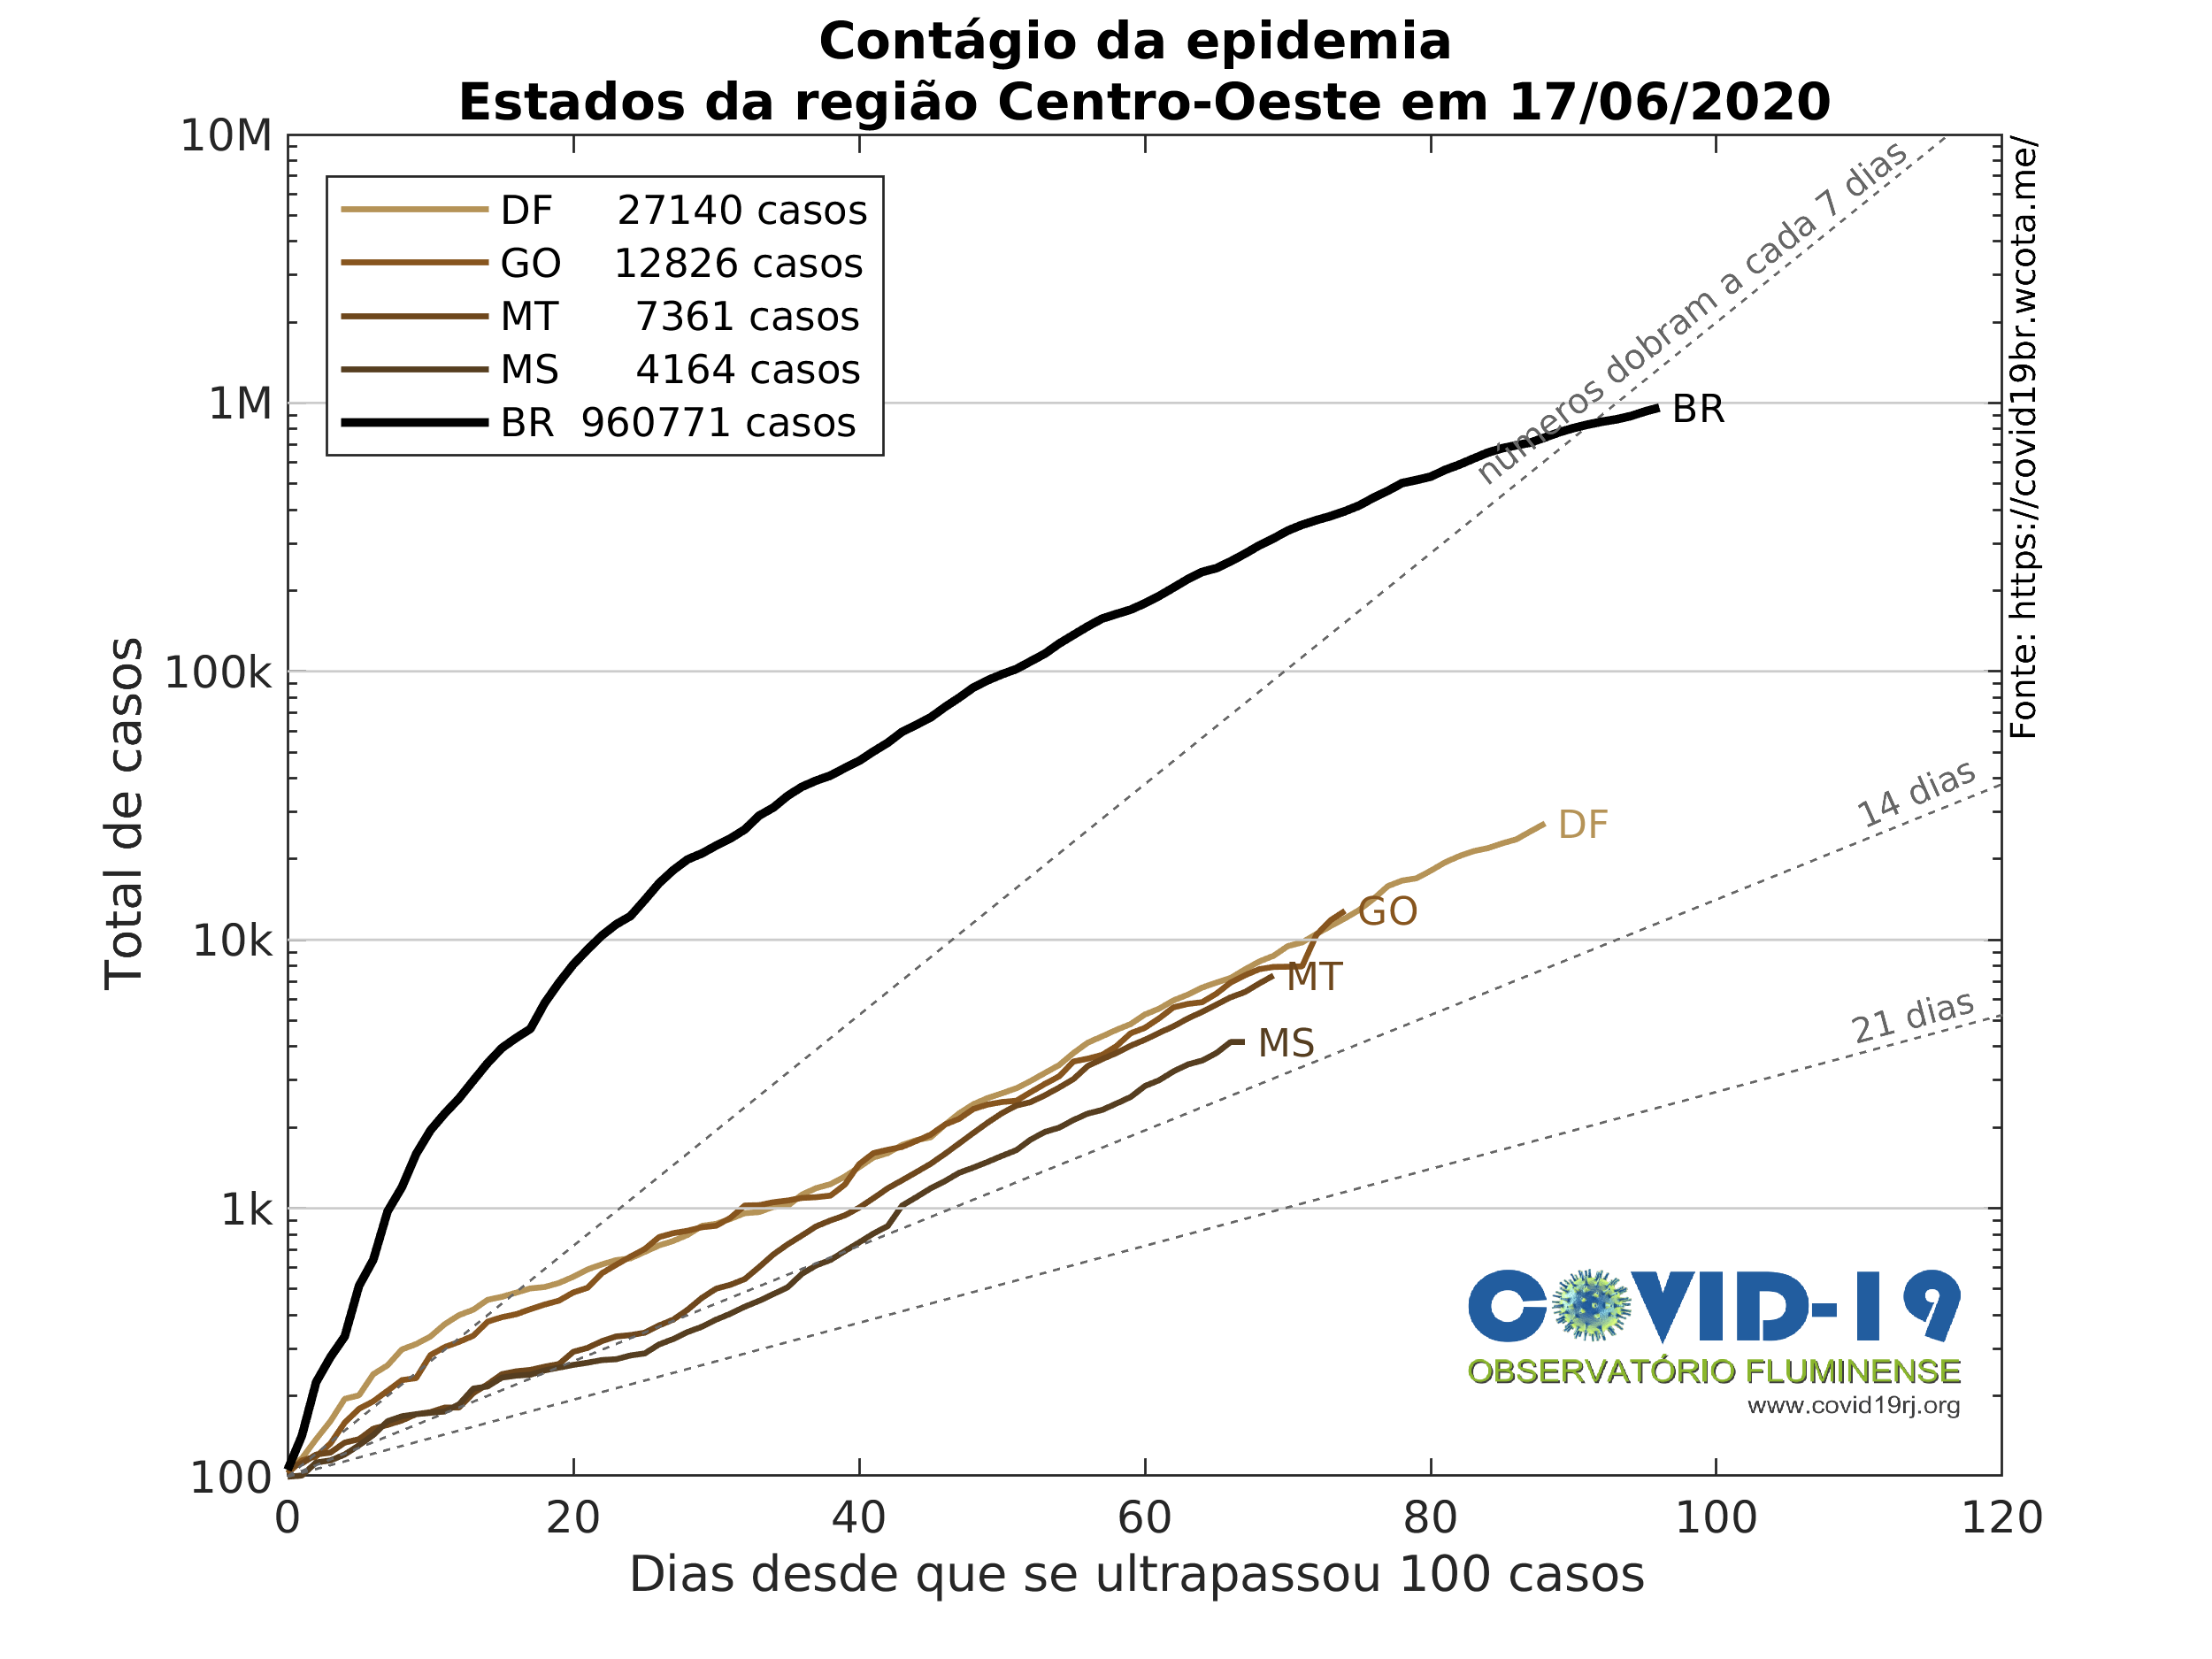 Contágio da epidemia
Estados da região Centro-Oeste em 17/06/2020
10M
1M
100k
10k
1k
100
Total de casos
DF 27140 casos
GO 12826 casos
MT 7361 casos
MS 4164 casos
BR 960771 casos
números dobram a cada 7 dias
BR
14 dias
DF
GO
MT
21 dias
MS
Fonte: https://covid19br.wcota.me/
COVID-19
OBSERVATÓRIO FLUMINENSE
www.covid19rj.org
0 20 40 60 80 100 120
Dias desde que se ultrapassou 100 casos